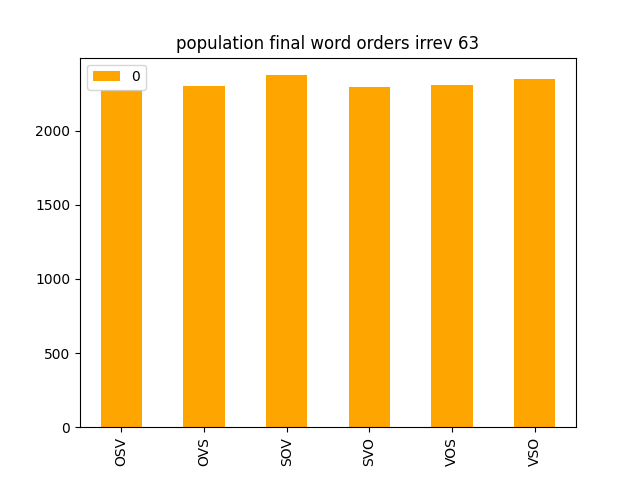 population final word orders irrev 63
0
2000
1500
1000
500
0
OSV
OVS
SOV
SVO
VOS
VSO